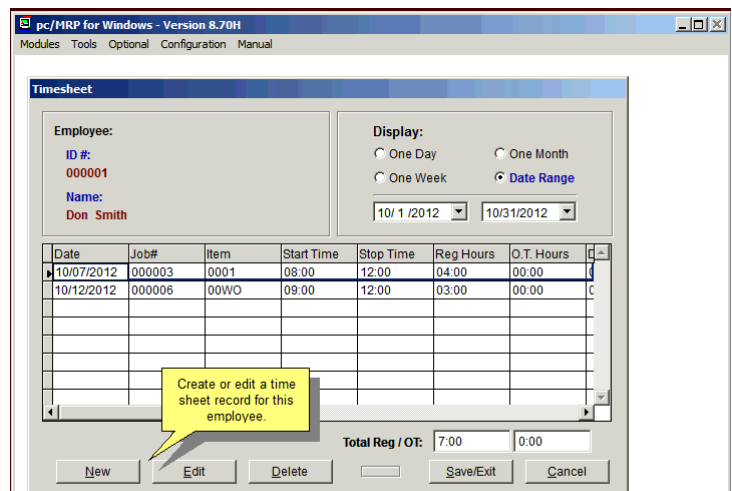 pc/MRP for Windows - Version 8.70H
Modules Tools Optional Configuration Manual
Timesheet
Employee:
ID #:
000001
Name:
Don Smith
Display:
One Day One Month
One Week Date Range
10/ 1 /2012 10/31/2012
Date Job# Item Start Time Stop Time Reg Hours O.T. Hours
10/07/2012 000003 0001 08:00 12:00 04:00 00:00
10/12/2012 000006 00WO 09:00 12:00 03:00 00:00
Create or edit a time
sheet record for this
employee.
Total Reg / OT: 7:00 0:00
New Edit Delete Save/Exit Cancel